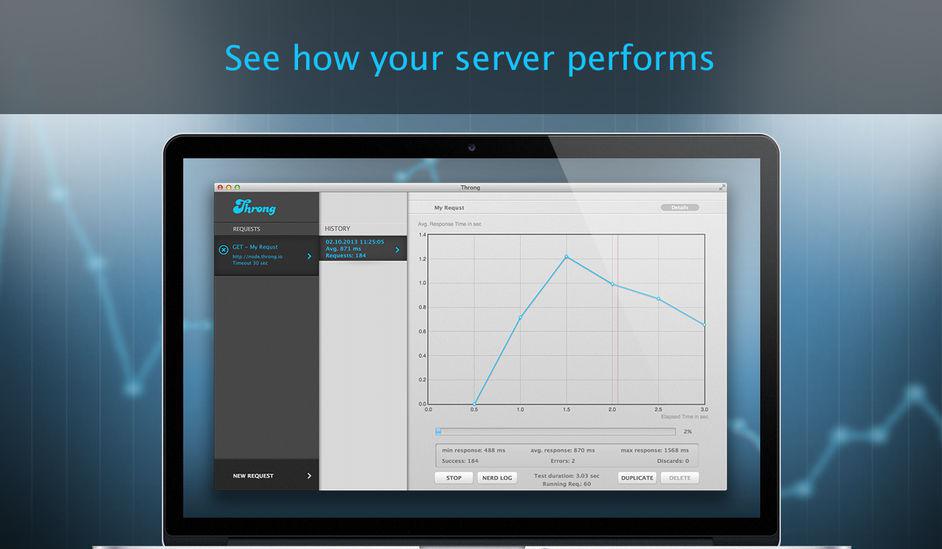 See how your server performs
Throng
Throng
REQUESTS
GET - My Requst
http://node.throng.io
Timeout 30 sec
NEW REQUEST
HISTORY
02.10.2013 11:25:05
Avg. 871 ms
Requests: 184
My Requst
Details
Avg. Response Time in sec
1.4
1.2
1.0
0.8
0.6
0.4
0.2
0.0
0.0 0.5 1.0 1.5 2.0 2.5 3.0
Elapsed Time in sec.
2%
min response: 488 ms avg. response: 870 ms max response: 1568 ms
Success: 184 Errors: 2 Discards: 0
STOP NERD LOG Test duration: 3.03 sec DUPLICATE DELETE
Running Req.: 60